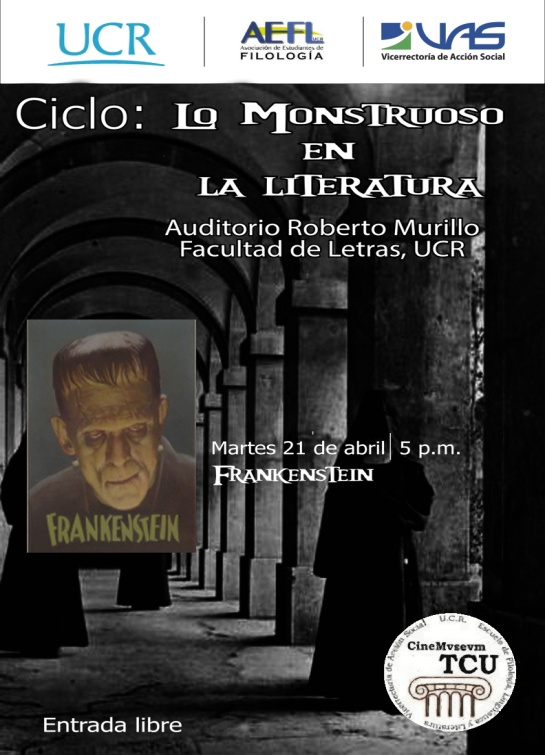 UCR
AEFL
UCR
Asociación de Estudiantes de
FILOLOGÍA
VAS
Vicerrectoría de Acción Social
Ciclo: Lo Monstruoso
en
la literatura
Auditorio Roberto Murillo
Facultad de Letras, UCR
Martes 21 de abril| 5 p.m.
Frankenstein
FRANKENSTEIN
U.C.R. Escuela de Filología, Lingüística y Literatura
Vicerrectoría de Acción Social
CineMvsevm
TCU
Entrada libre